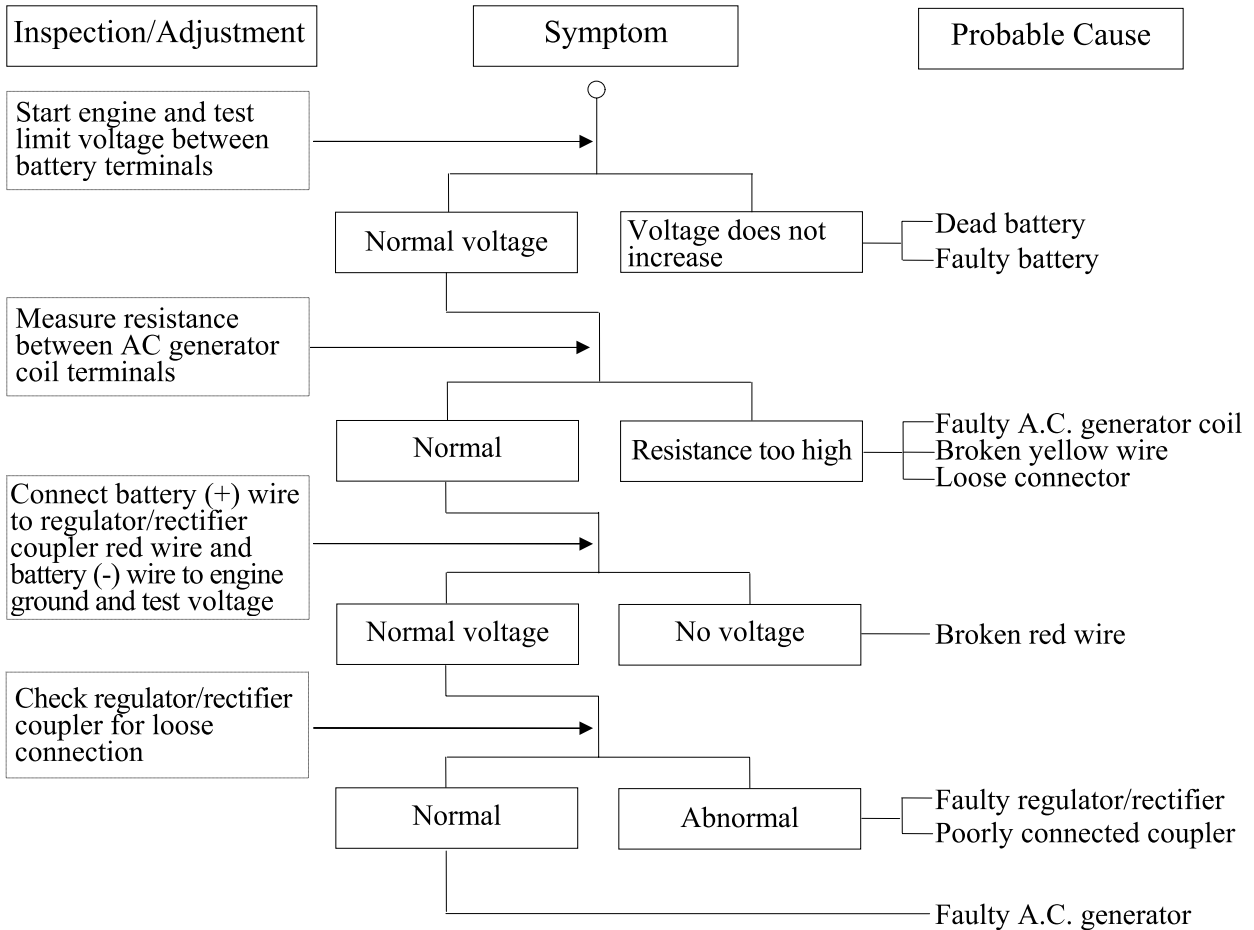 Inspection/Adjustment
Symptom
Probable Cause
Start engine and test
limit voltage between
battery terminals
Normal voltage
Voltage does not
increase
Dead battery
Faulty battery
Measure resistance
between AC generator
coil terminals
Normal
Resistance too high
Faulty A.C. generator coil
Broken yellow wire
Loose connector
Connect battery (+) wire
to regulator/rectifier
coupler red wire and
battery (-) wire to engine
ground and test voltage
Normal voltage
No voltage
Broken red wire
Check regulator/rectifier
coupler for loose
connection
Normal
Abnormal
Faulty regulator/rectifier
Poorly connected coupler
Faulty A.C. generator